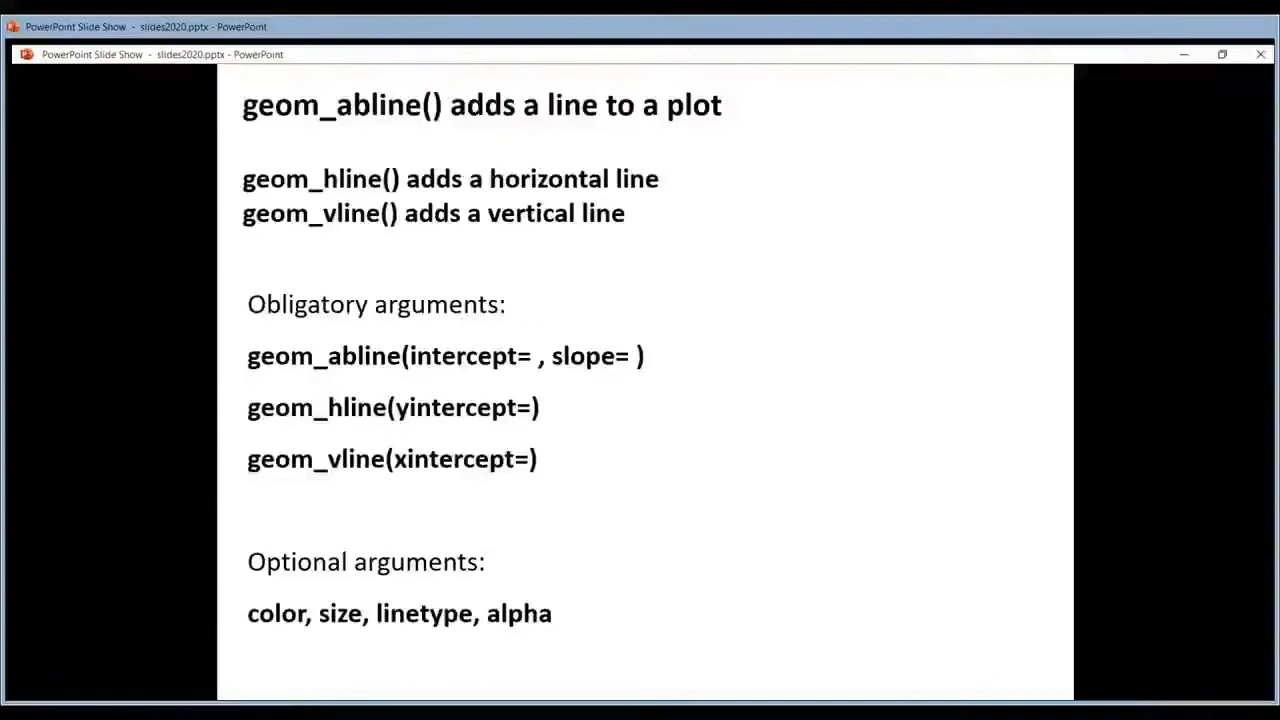 PowerPoint Slide Show - slides2020.pptx - PowerPoint
PowerPoint Slide Show - slides2020.pptx - PowerPoint
geom_abline() adds a line to a plot
geom_hline() adds a horizontal line
geom_vline() adds a vertical line
Obligatory arguments:
geom_abline(intercept= , slope= )
geom_hline(yintercept=)
geom_vline(xintercept=)
Optional arguments:
color, size, linetype, alpha